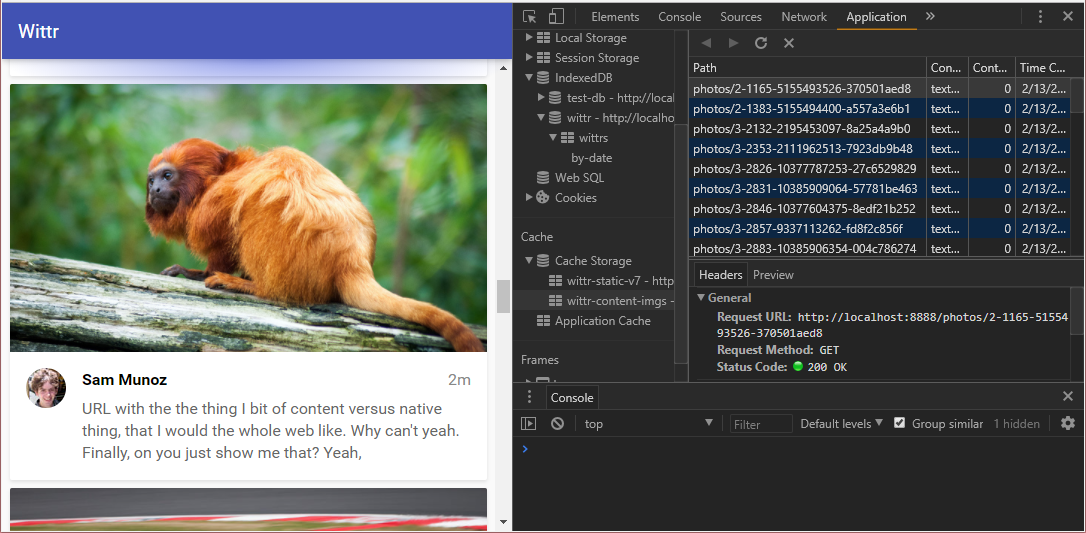 Wittr
Sam Munoz
2m
URL with the the thing I bit of content versus native
thing, that I would the whole web like. Why can't yeah.
Finally, on you just show me that? Yeah,
Elements Console Sources Network Application »
Local Storage
Session Storage
IndexedDB
test-db - http://local
wittr - http://localho
wittrs
by-date
Web SQL
Cookies
Cache
Cache Storage
wittr-static-v7 - http
wittr-content-imgs -
Application Cache
Frames
Path Con... Cont... Time C...
photos/2-1165-5155493526-370501aed8 text... 0 2/13/2...
photos/2-1383-5155494400-a557a3e6b1 text... 0 2/13/2...
photos/3-2132-2195453097-8a25a4a9b0 text... 0 2/13/2...
photos/3-2353-2111962513-7923db9b48 text... 0 2/13/2...
photos/3-2826-10377787253-27c6529829 text... 0 2/13/2...
photos/3-2831-10385909064-57781be463 text... 0 2/13/2...
photos/3-2846-10377604375-8edf21b252 text... 0 2/13/2...
photos/3-2857-9337113262-fd8f2c856f text... 0 2/13/2...
photos/3-2883-10385906354-004c786274 text... 0 2/13/2...
Headers Preview
General
Request URL: http://localhost:8888/photos/2-1165-51554
93526-370501aed8
Request Method: GET
Status Code: 200 OK
Console
top Filter Default levels Group similar 1 hidden